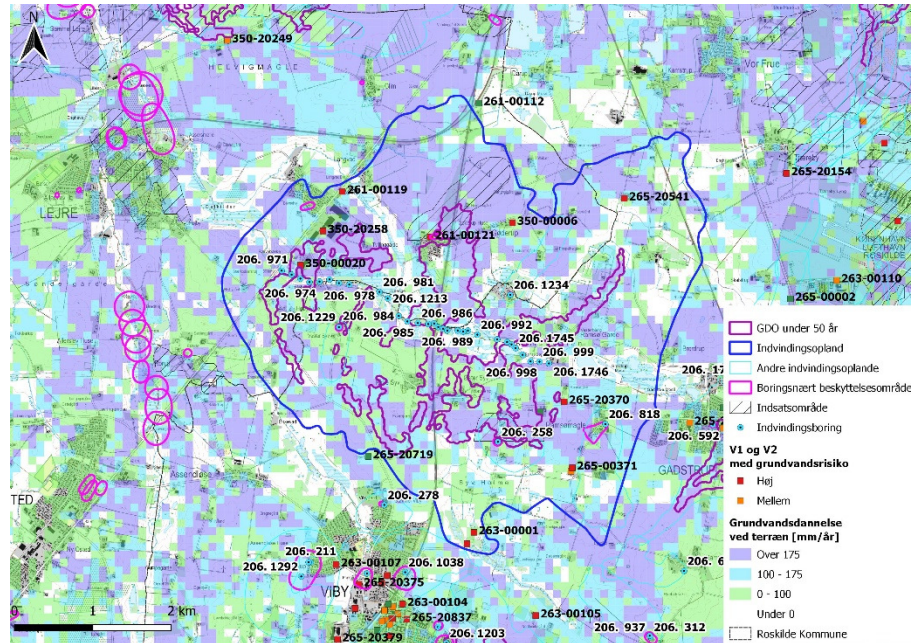 N
350-20249
HELVIGMAGLE
Vor Frue
261-00112
265-20154
LEJRE
261-00119
265-20541
350-20258
350-00006
261-00121
KØBENHAVNS
LUFTHAVN
ROSKILDE
206. 971
350-00020
263-00110
206. 974
206. 981
206. 1234
265-00002
206. 978
206. 1213
206. 1229
206. 984
206. 986
206. 985
206. 989
206. 992
206. 1745
206. 999
206. 998
206. 1746
265-20370
206. 818
206. 258
206. 592
265-20719
265-00371
GADSTRUP
Assendløse
206. 278
TED
263-00001
206. 211
206. 1292
263-00107
206. 1038
265-20375
VIBY
263-00104
265-20837
263-00105
265-20379
206. 1203
206. 937
206. 312
0 1 2 km
GDO under 50 år
Indvindingsopland
Andre indvindingsoplande
Boringsnært beskyttelsesområde
Indsatsområde
Indvindingsboring
V1 og V2
med grundvandsrisiko
Høj
Mellem
Grundvandsdannelse
ved terræn [mm/år]
Over 175
100 - 175
0 - 100
Under 0
Roskilde Kommune